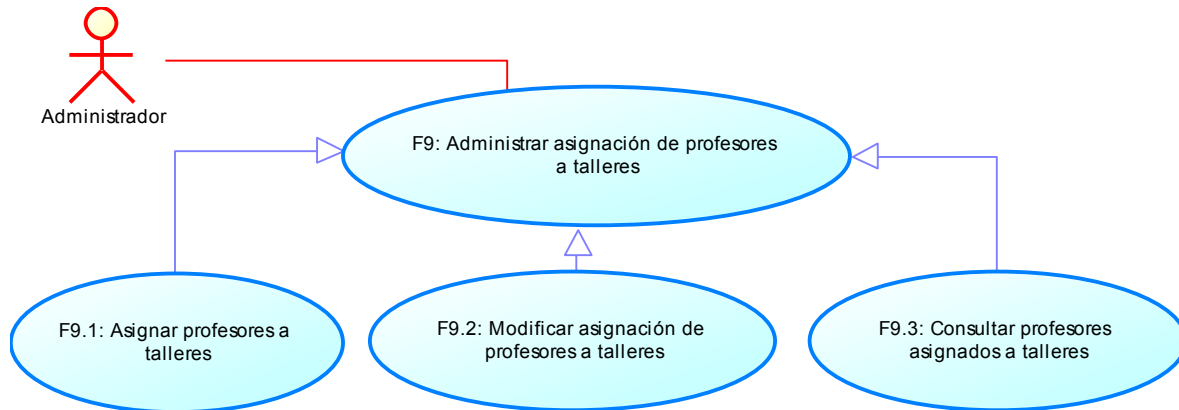 Administrador
F9: Administrar asignación de profesores
a talleres
F9.1: Asignar profesores a
talleres
F9.2: Modificar asignación de
profesores a talleres
F9.3: Consultar profesores
asignados a talleres